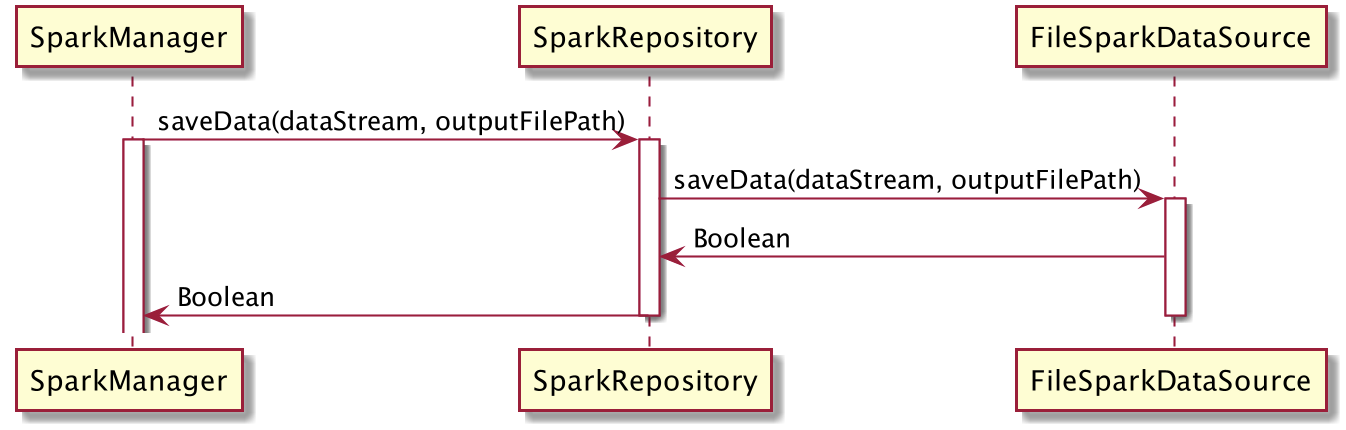 SparkManager
SparkRepository
FileSparkDataSource
saveData(dataStream, outputFilePath)
saveData(dataStream, outputFilePath)
Boolean
Boolean
SparkManager
SparkRepository
FileSparkDataSource